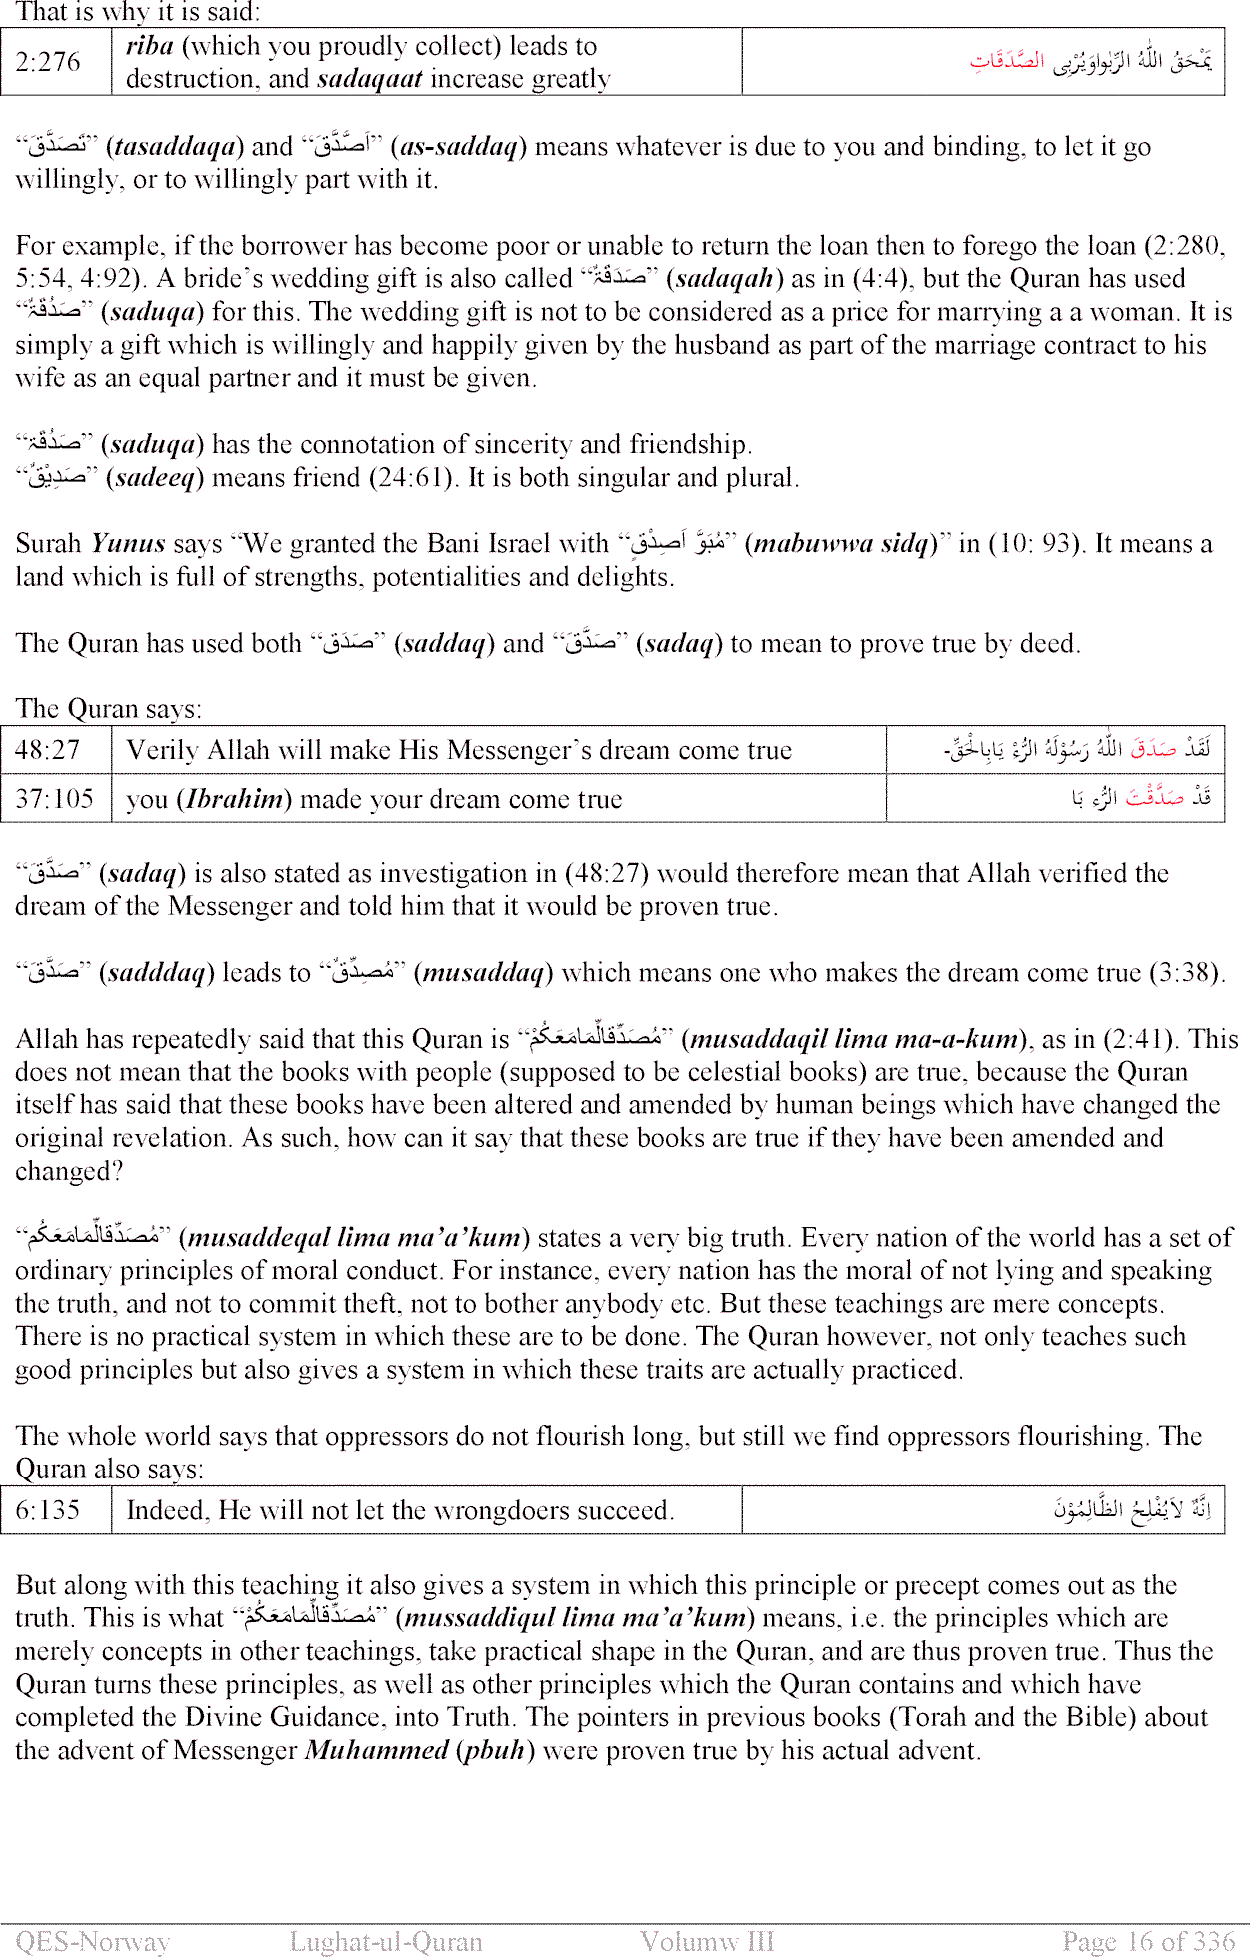 That is why it is said:
2:276 riba (which you proudly collect) leads to destruction, and sadaqaat increase greatly يَمْحَقُ اللّٰهُ الرِّبٰواوَيُرْبِى الصَّدَقَاتِ
“تَصَدَّقَ” (tasaddaqa) and “اَصَّدَّقَ” (as-saddaq) means whatever is due to you and binding, to let it go
willingly, or to willingly part with it.
For example, if the borrower has become poor or unable to return the loan then to forego the loan (2:280,
5:54, 4:92). A bride’s wedding gift is also called “صَدَقَةٌ” (sadaqah) as in (4:4), but the Quran has used
“صَدُقَةٌ” (saduqa) for this. The wedding gift is not to be considered as a price for marrying a a woman. It is
simply a gift which is willingly and happily given by the husband as part of the marriage contract to his
wife as an equal partner and it must be given.
“صَدُقَة” (saduqa) has the connotation of sincerity and friendship.
“صَدِيْقٌ” (sadeeq) means friend (24:61). It is both singular and plural.
Surah Yunus says “We granted the Bani Israel with “مُبَوَّ اَ صِدْقٍ” (mabuwwa sidq)” in (10: 93). It means a
land which is full of strengths, potentialities and delights.
The Quran has used both “صَدَق” (saddaq) and “صَدَّقَ” (sadaq) to mean to prove true by deed.
The Quran says:
48:27 Verily Allah will make His Messenger’s dream come true لَقَدْ صَدَقَ اللّٰهُ رَسُوْلَهُ الرُّءْ يَابِالْحَقِّ-
37:105 you (Ibrahim) made your dream come true قَدْ صَدَّقْتَ الرُّء يَا
“صَدَّقَ” (sadaq) is also stated as investigation in (48:27) would therefore mean that Allah verified the
dream of the Messenger and told him that it would be proven true.
“صَدَّقَ” (sadddaq) leads to “مُصِدِّقٌ” (musaddaq) which means one who makes the dream come true (3:38).
Allah has repeatedly said that this Quran is “مُصَدِّقالِّمَامَعَكُمْ” (musaddaqil lima ma-a-kum), as in (2:41). This
does not mean that the books with people (supposed to be celestial books) are true, because the Quran
itself has said that these books have been altered and amended by human beings which have changed the
original revelation. As such, how can it say that these books are true if they have been amended and
changed?
“مُصَدِّقالِّمَامَعَكُم” (musaddeqal lima ma’a’kum) states a very big truth. Every nation of the world has a set of
ordinary principles of moral conduct. For instance, every nation has the moral of not lying and speaking
the truth, and not to commit theft, not to bother anybody etc. But these teachings are mere concepts.
There is no practical system in which these are to be done. The Quran however, not only teaches such
good principles but also gives a system in which these traits are actually practiced.
The whole world says that oppressors do not flourish long, but still we find oppressors flourishing. The
Quran also says:
6:135 Indeed, He will not let the wrongdoers succeed. اِنَّهٗ لاَيُفْلِحُ الظَّالِمُوْنَ
But along with this teaching it also gives a system in which this principle or precept comes out as the
truth. This is what “مُصَدِّقالِّمَامَعَكُمْ” (mussaddiqul lima ma’a’kum) means, i.e. the principles which are
merely concepts in other teachings, take practical shape in the Quran, and are thus proven true. Thus the
Quran turns these principles, as well as other principles which the Quran contains and which have
completed the Divine Guidance, into Truth. The pointers in previous books (Torah and the Bible) about
the advent of Messenger Muhammed (pbuh) were proven true by his actual advent.
QES-Norway Lughat-ul-Quran Volumw III Page 16 of 336